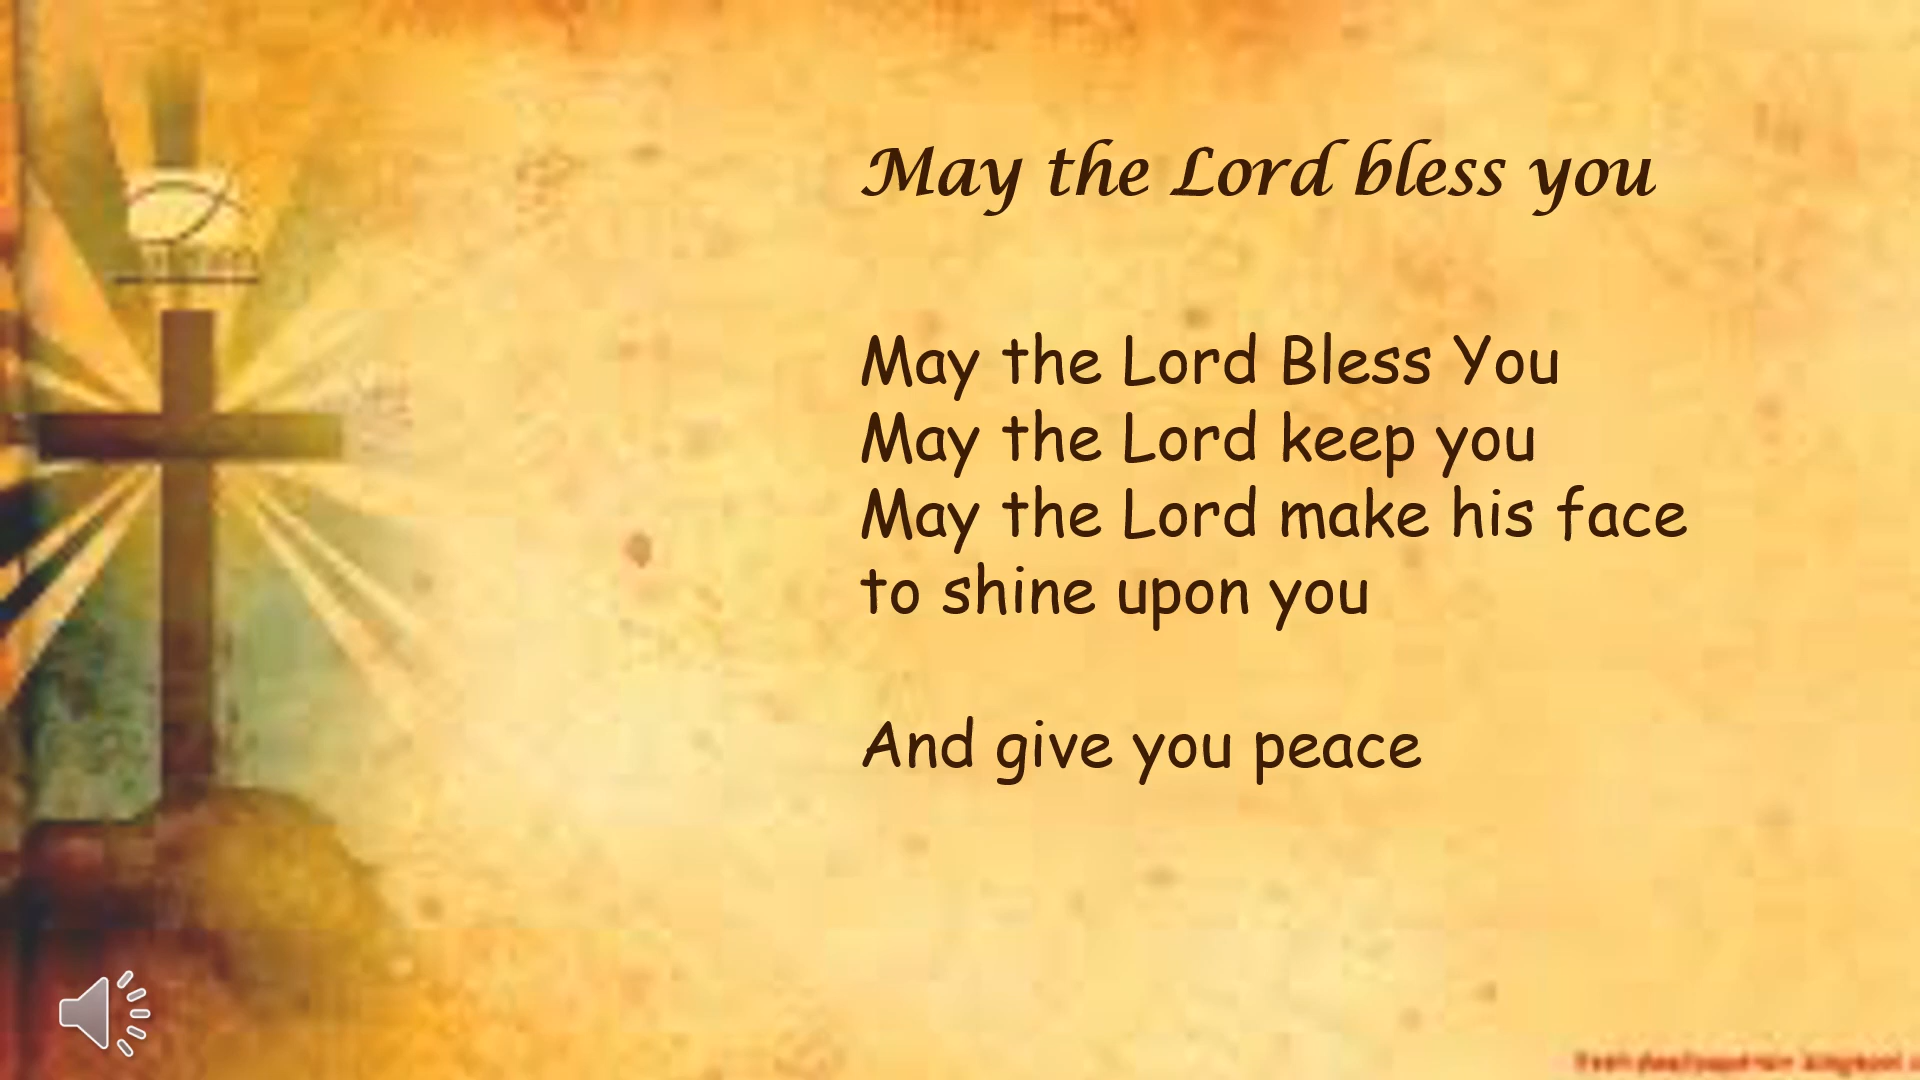 May the Lord bless you
May the Lord Bless You
May the Lord keep you
May the Lord make his face
to shine upon you
And give you peace